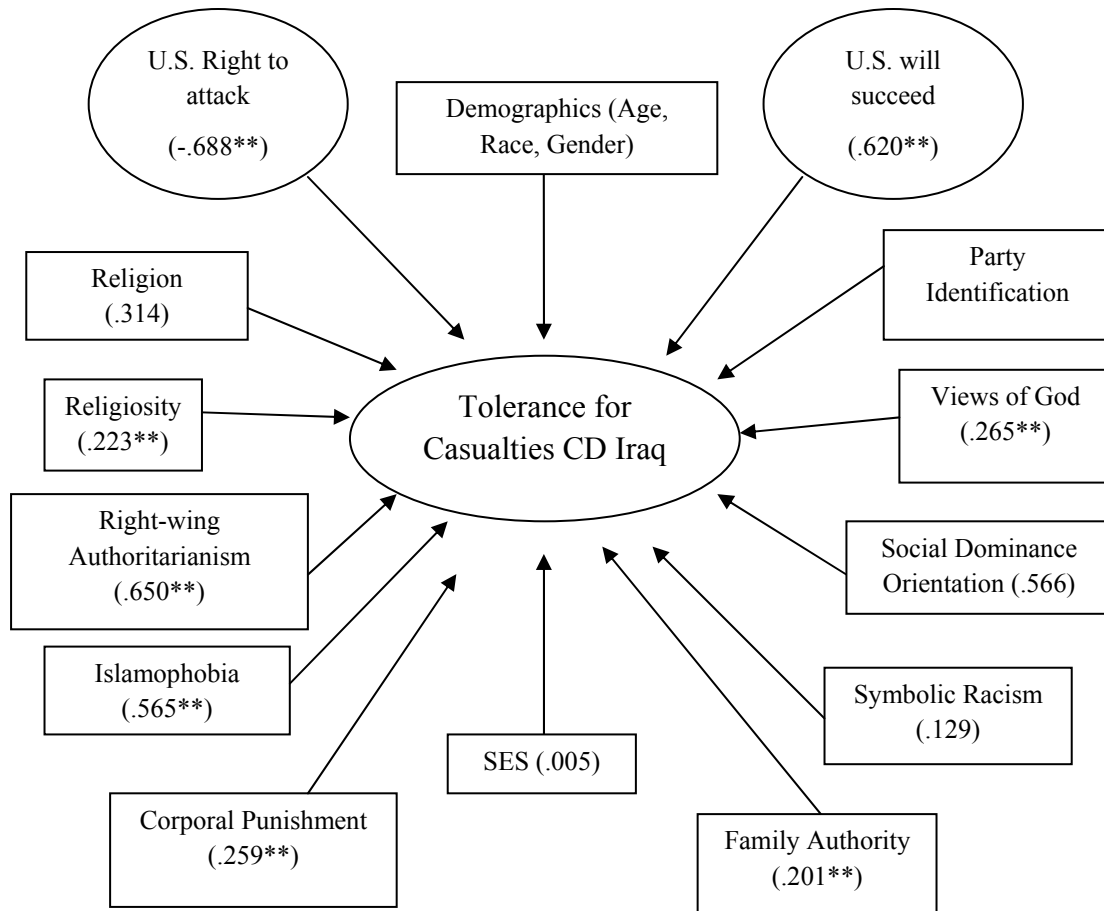 U.S. Right to
attack
(-.688**)
Demographics (Age,
Race, Gender)
U.S. will
succeed
(.620**)
Religion
(.314)
Party
Identification
Religiosity
(.223**)
Tolerance for
Casualties CD Iraq
Views of God
(.265**)
Right-wing
Authoritarianism
(.650**)
Social Dominance
Orientation (.566)
Islamophobia
(.565**)
Symbolic Racism
(.129)
SES (.005)
Corporal Punishment
(.259**)
Family Authority
(.201**)